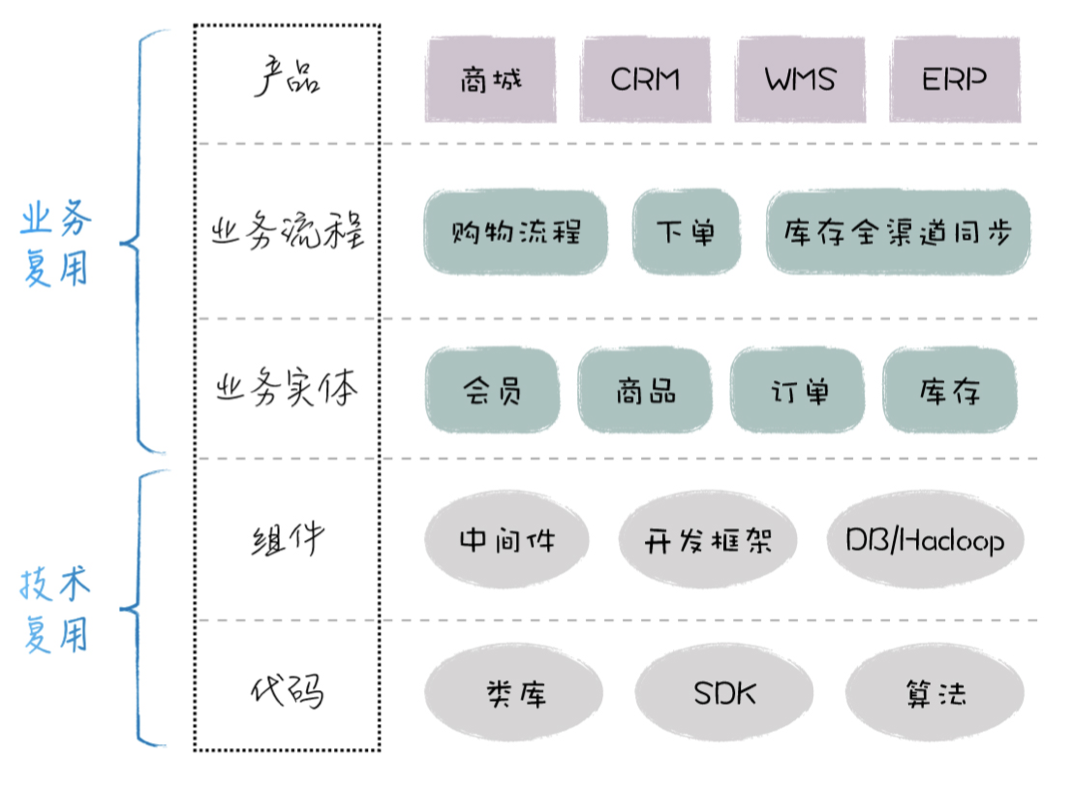 产品
商城
CRM
WMS
ERP
业务
复用
业务流程
购物流程
下单
库存全渠道同步
业务实体
会员
商品
订单
库存
组件
中间件
开发框架
DB/Hadoop
技术
复用
代码
类库
SDK
算法